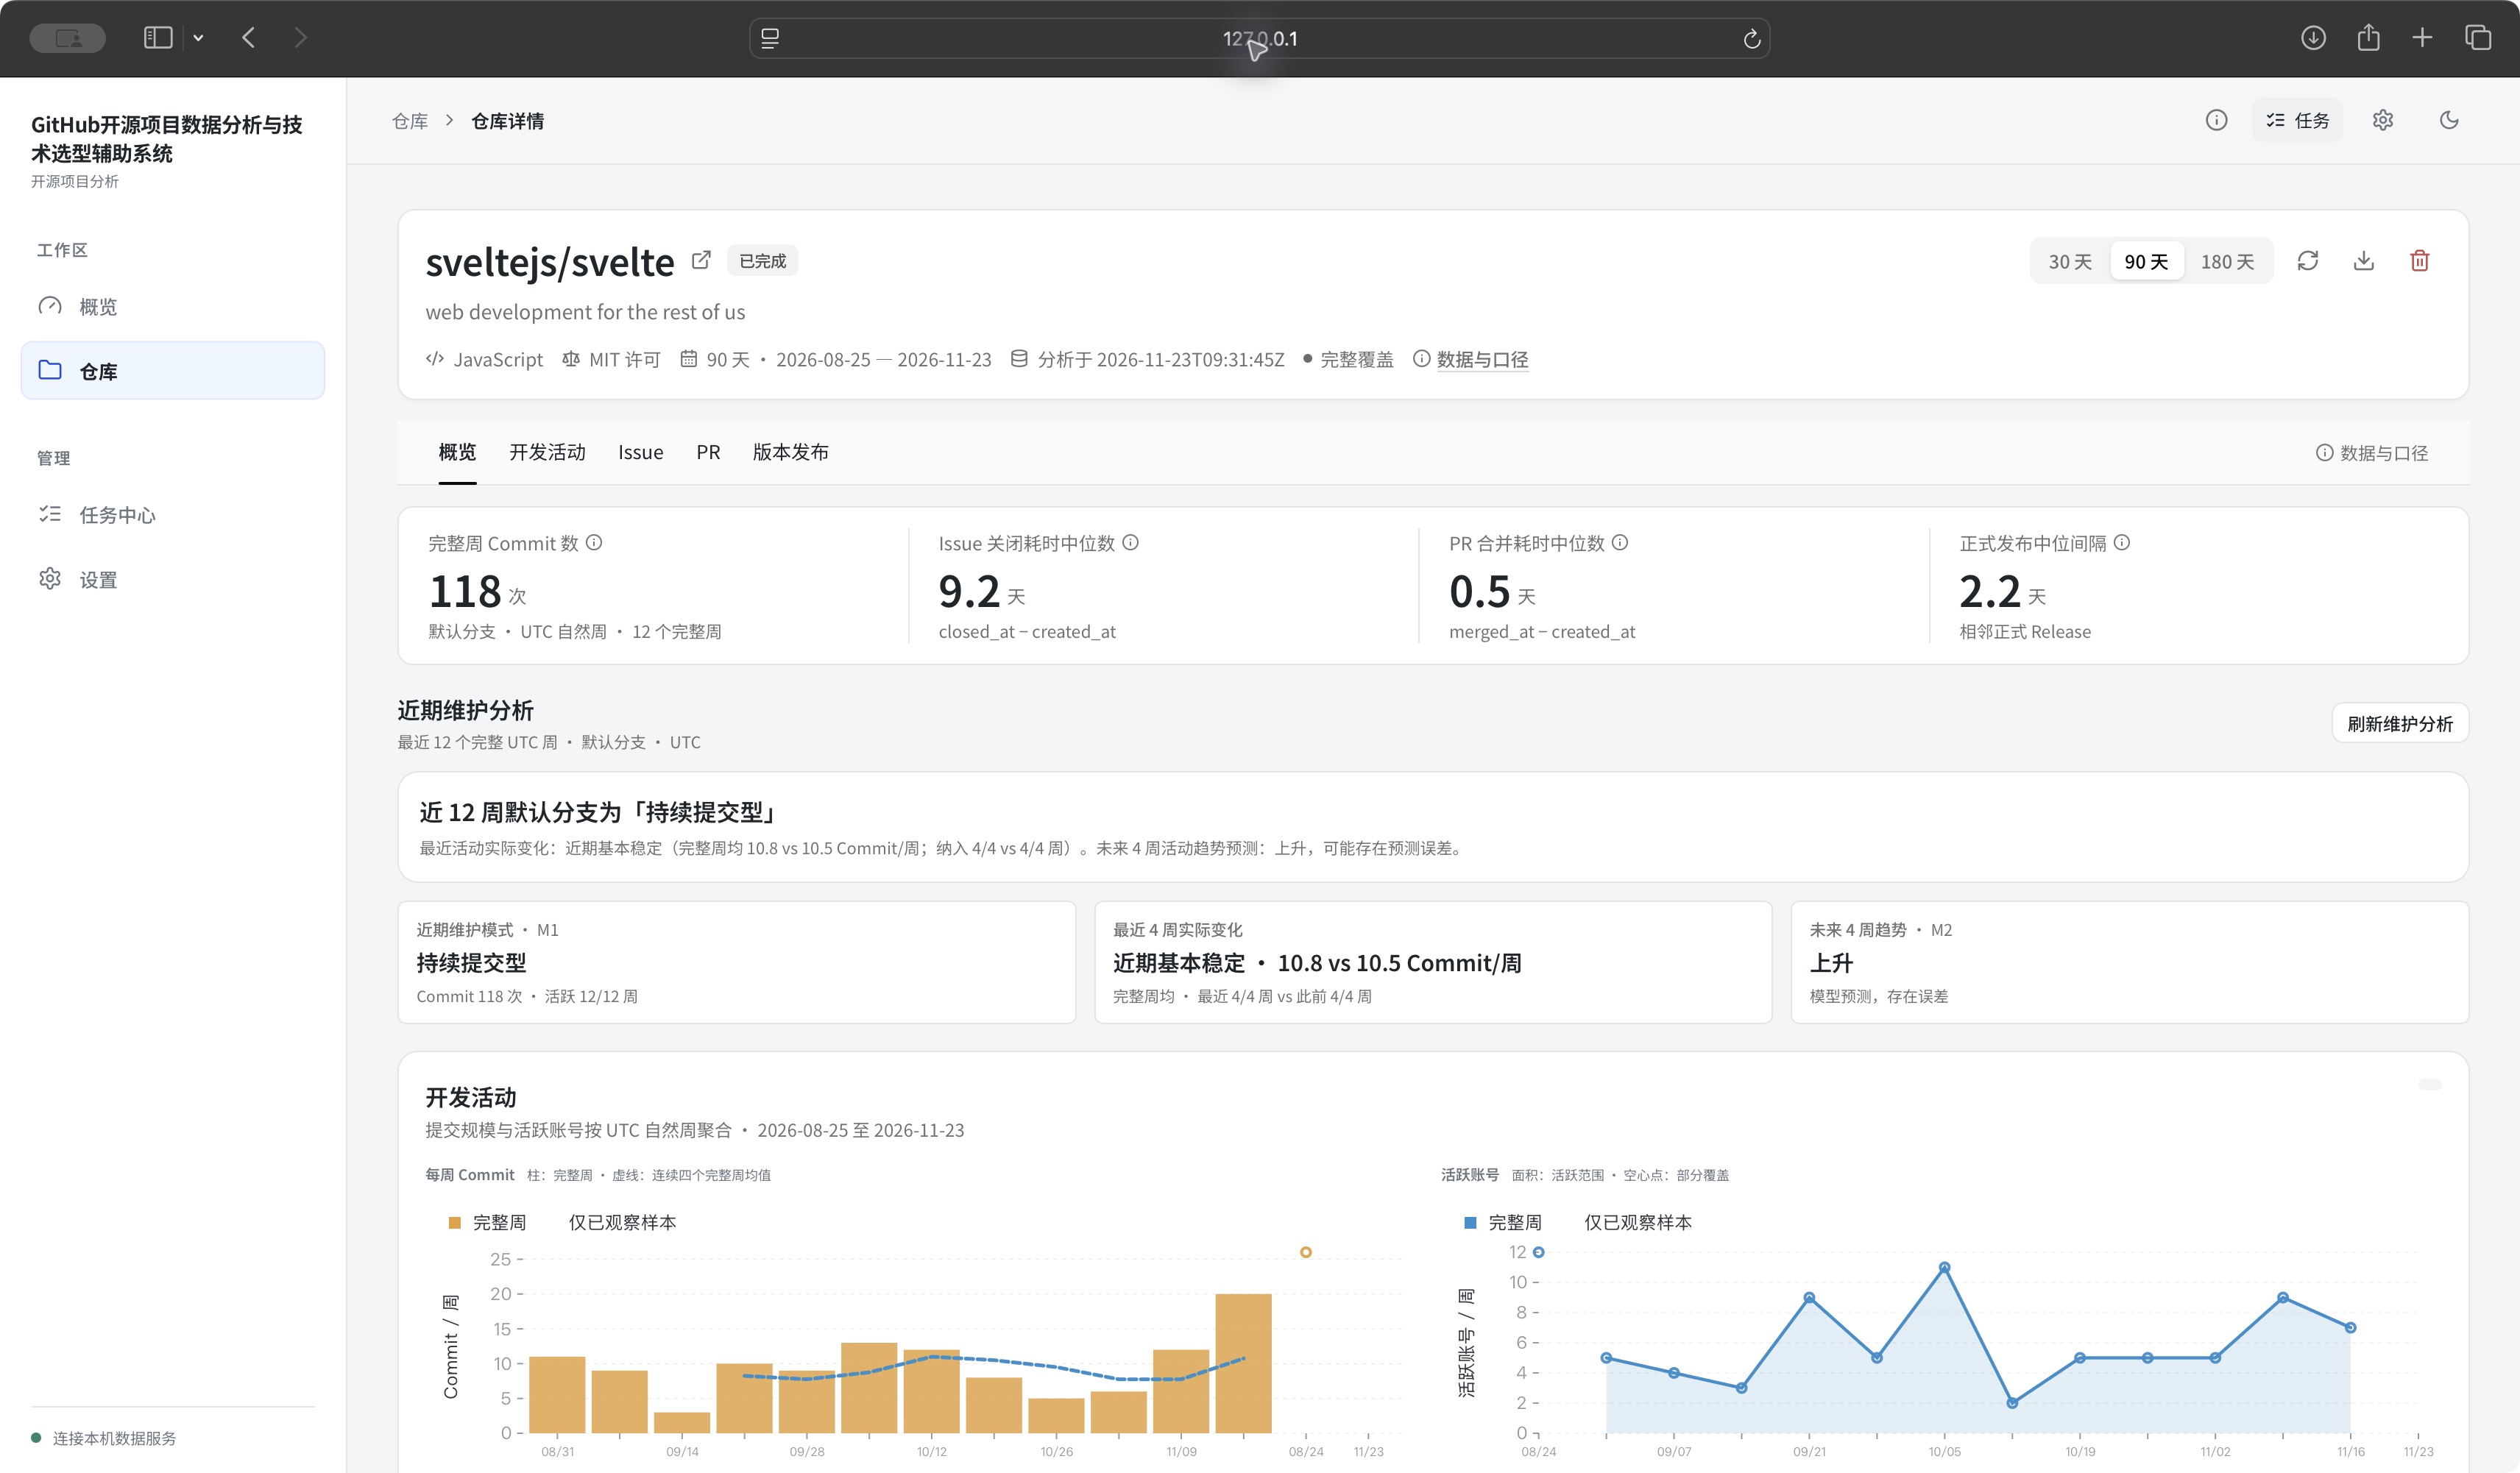 127.0.0.1
GitHub开源项目数据分析与技
术选型辅助系统
开源项目分析
工作区
概览
仓库
管理
任务中心
设置
连接本机数据服务
仓库 > 仓库详情
任务
sveltejs/svelte 已完成
30 天 90 天 180 天
web development for the rest of us
JavaScript MIT 许可 90 天 · 2026-08-25 — 2026-11-23 分析于 2026-11-23T09:31:45Z 完整覆盖 数据与口径
概览 开发活动 Issue PR 版本发布 数据与口径
完整周 Commit 数
118 次
默认分支 · UTC 自然周 · 12 个完整周
Issue 关闭耗时中位数
9.2 天
closed_at − created_at
PR 合并耗时中位数
0.5 天
merged_at − created_at
正式发布中位间隔
2.2 天
相邻正式 Release
近期维护分析
最近 12 个完整 UTC 周 · 默认分支 · UTC
刷新维护分析
近 12 周默认分支为「持续提交型」
最近活动实际变化：近期基本稳定（完整周均 10.8 vs 10.5 Commit/周；纳入 4/4 vs 4/4 周）。未来 4 周活动趋势预测：上升，可能存在预测误差。
近期维护模式 · M1
持续提交型
Commit 118 次 · 活跃 12/12 周
最近 4 周实际变化
近期基本稳定 · 10.8 vs 10.5 Commit/周
完整周均 · 最近 4/4 周 vs 此前 4/4 周
未来 4 周趋势 · M2
上升
模型预测，存在误差
开发活动
提交规模与活跃账号按 UTC 自然周聚合 · 2026-08-25 至 2026-11-23
每周 Commit 柱：完整周 · 虚线：连续四个完整周均值
完整周 仅已观察样本
Commit / 周
25
20
15
10
5
0
08/31 09/14 09/28 10/12 10/26 11/09 08/24 11/23
活跃账号 面积：活跃范围 · 空心点：部分覆盖
完整周 仅已观察样本
活跃账号 / 周
12
10
8
6
4
2
0
08/24 09/07 09/21 10/05 10/19 11/02 11/16 11/23